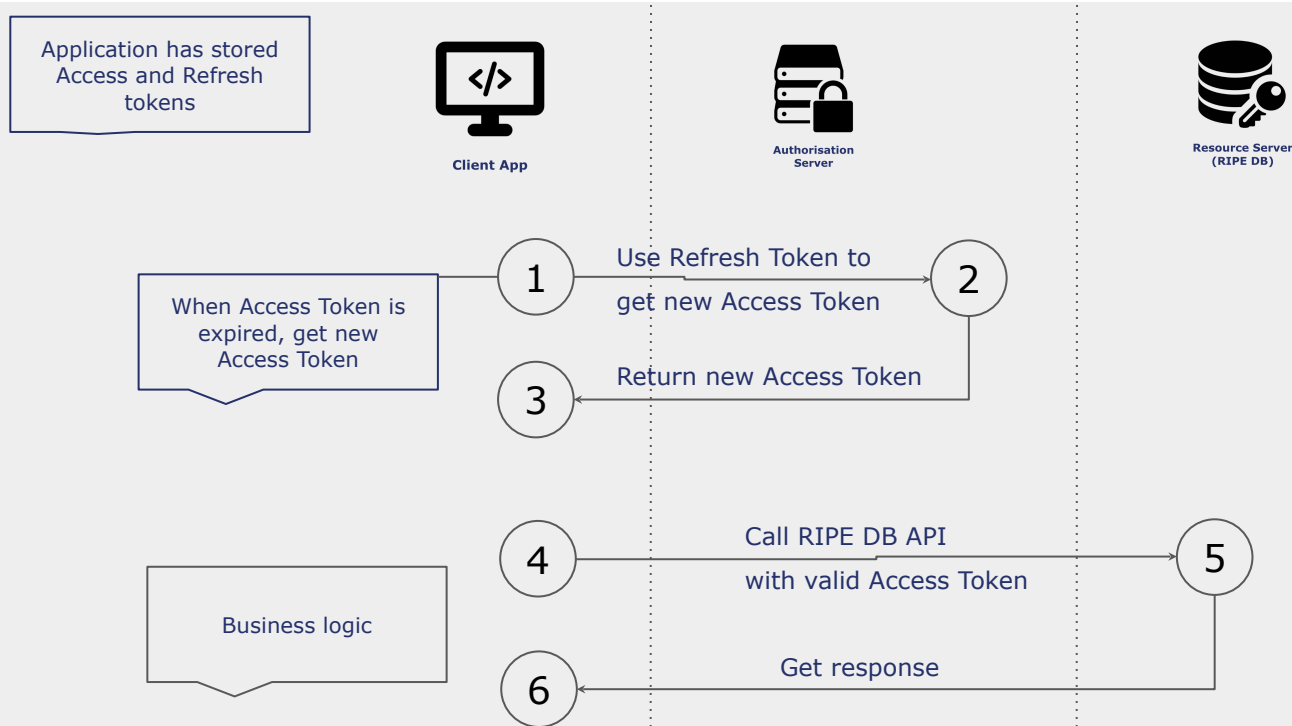 Application has stored
Access and Refresh
tokens
</>
Client App
Authorisation
Server
Resource Server
(RIPE DB)
1
Use Refresh Token to
get new Access Token
2
When Access Token is
expired, get new
Access Token
Return new Access Token
3
4
Call RIPE DB API
with valid Access Token
5
Business logic
Get response
6